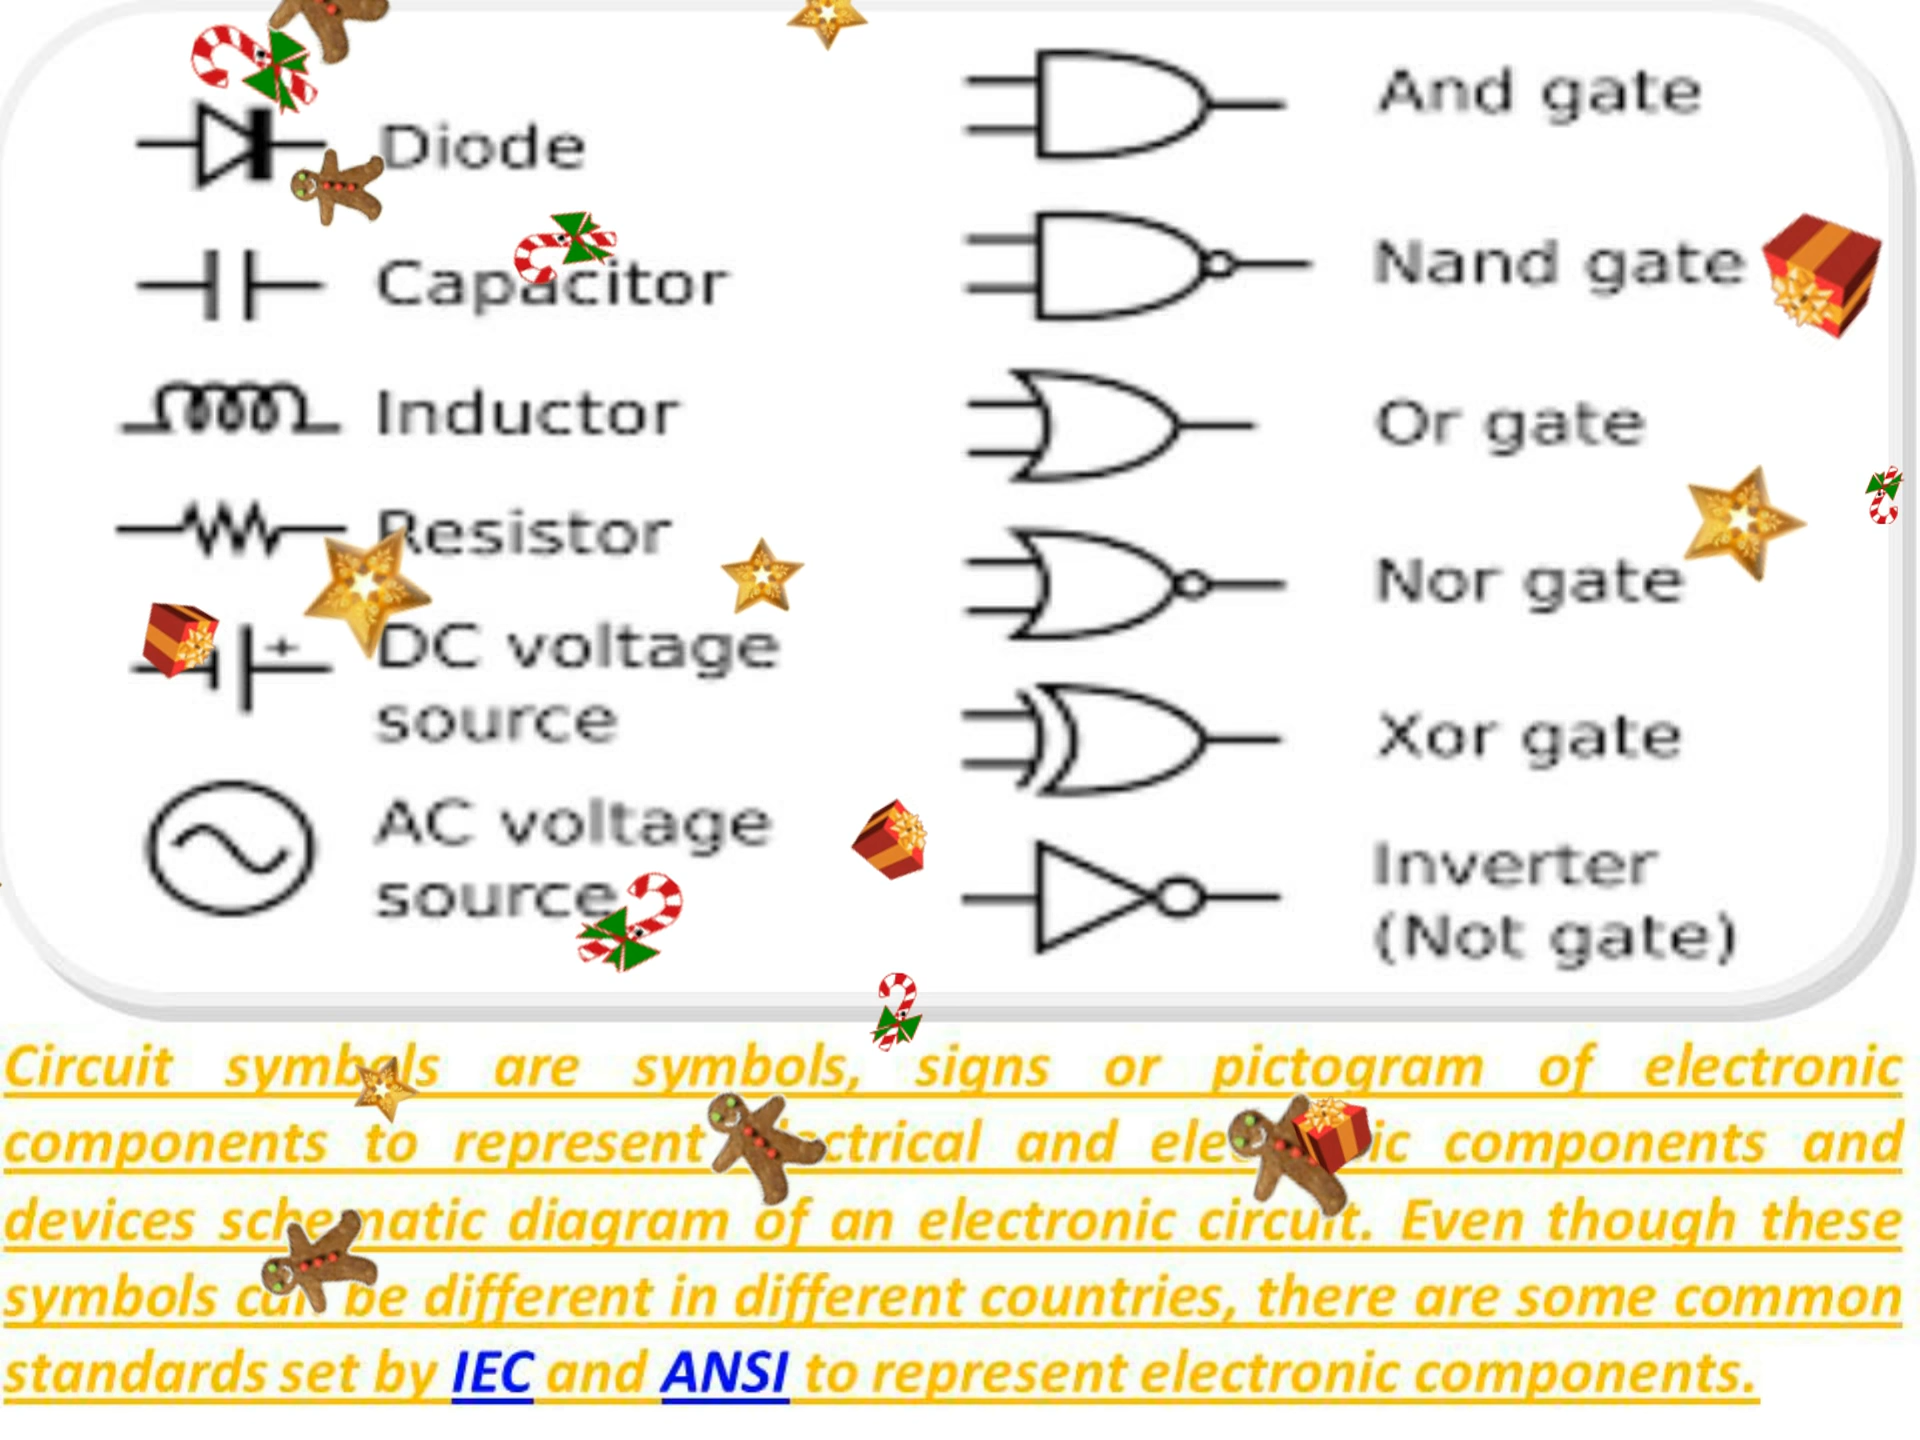 Diode
Capacitor
Inductor
Resistor
+
DC voltage
source
AC voltage
source
And gate
Nand gate
Or gate
Nor gate
Xor gate
Inverter
(Not gate)
Circuit symbols are symbols, signs or pictogram of electronic
components to represent electrical and electronic components and
devices schematic diagram of an electronic circuit. Even though these
symbols can be different in different countries, there are some common
standards set by IEC and ANSI to represent electronic components.